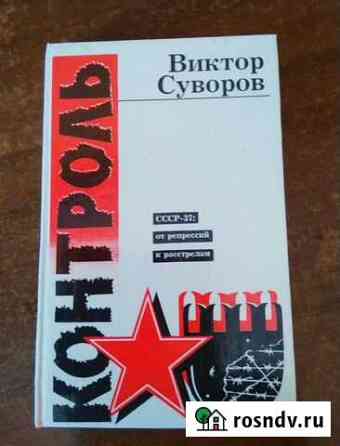 Виктор
Суворов
КОНТРОЛЬ
СССР-37:
от репрессий
к расстрелам
rosndv.ru